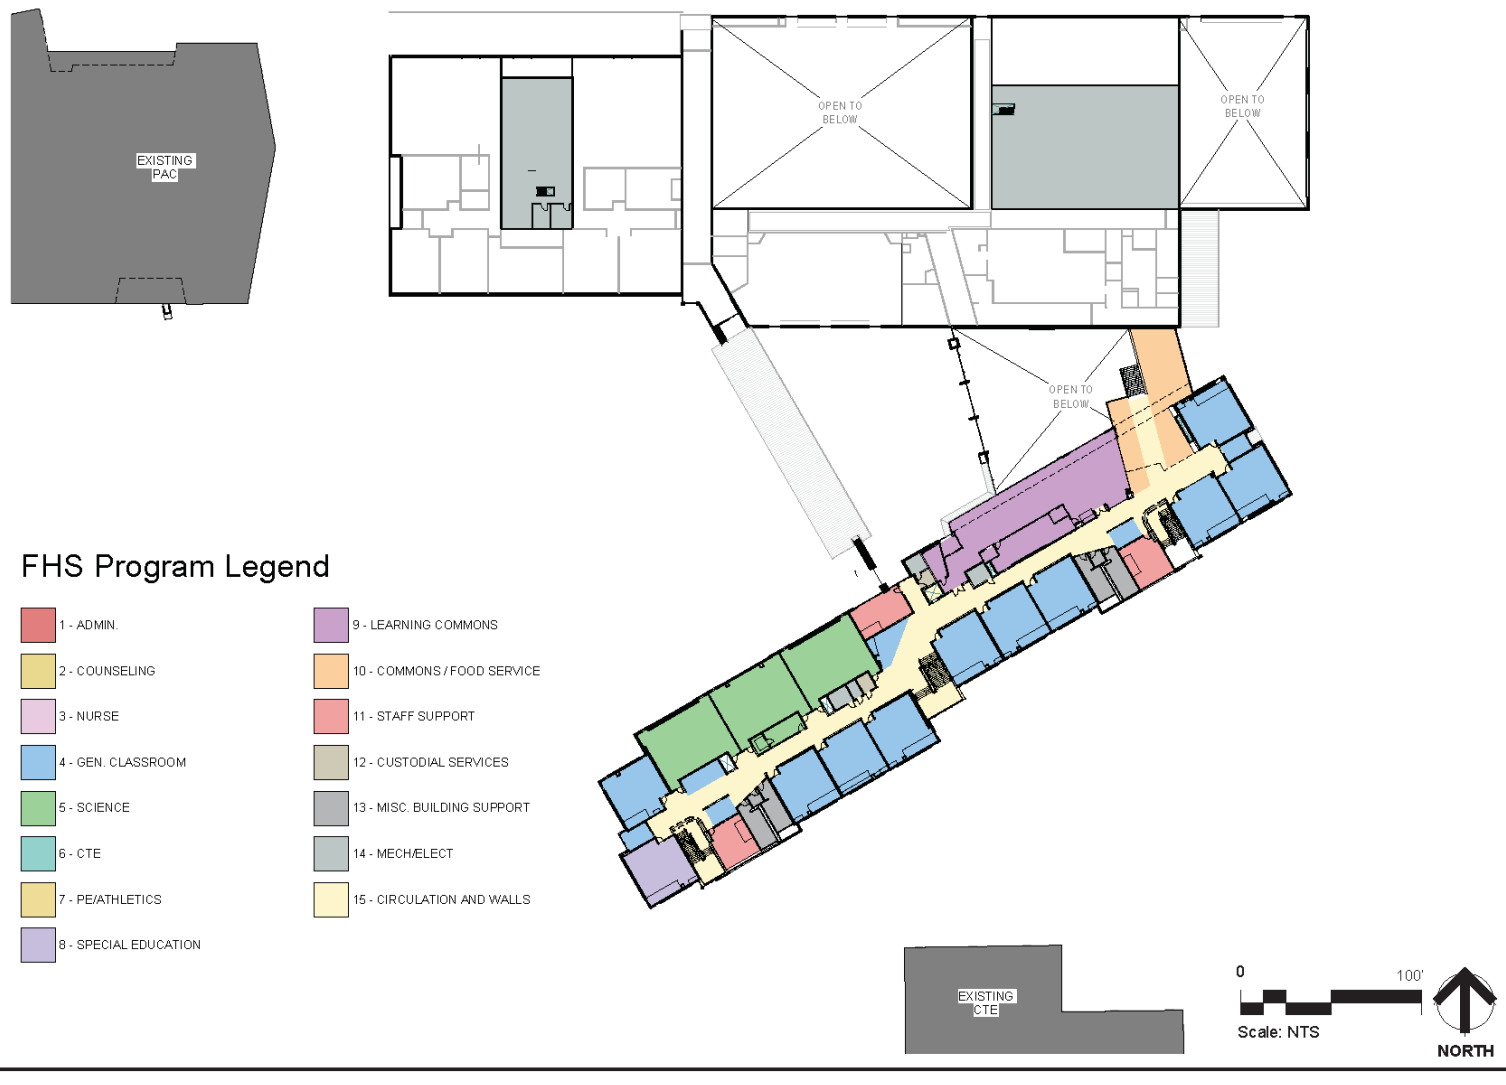 EXISTING
PAC
OPEN TO
BELOW
OPEN TO
BELOW
OPEN TO
BELOW
FHS Program Legend
1 - ADMIN.
2 - COUNSELING
3 - NURSE
4 - GEN. CLASSROOM
5 - SCIENCE
6 - CTE
7 - PE/ATHLETICS
8 - SPECIAL EDUCATION
9 - LEARNING COMMONS
10 - COMMONS / FOOD SERVICE
11 - STAFF SUPPORT
12 - CUSTODIAL SERVICES
13 - MISC. BUILDING SUPPORT
14 - MECH/ELECT
15 - CIRCULATION AND WALLS
EXISTING
CTE
0 100'
Scale: NTS
NORTH